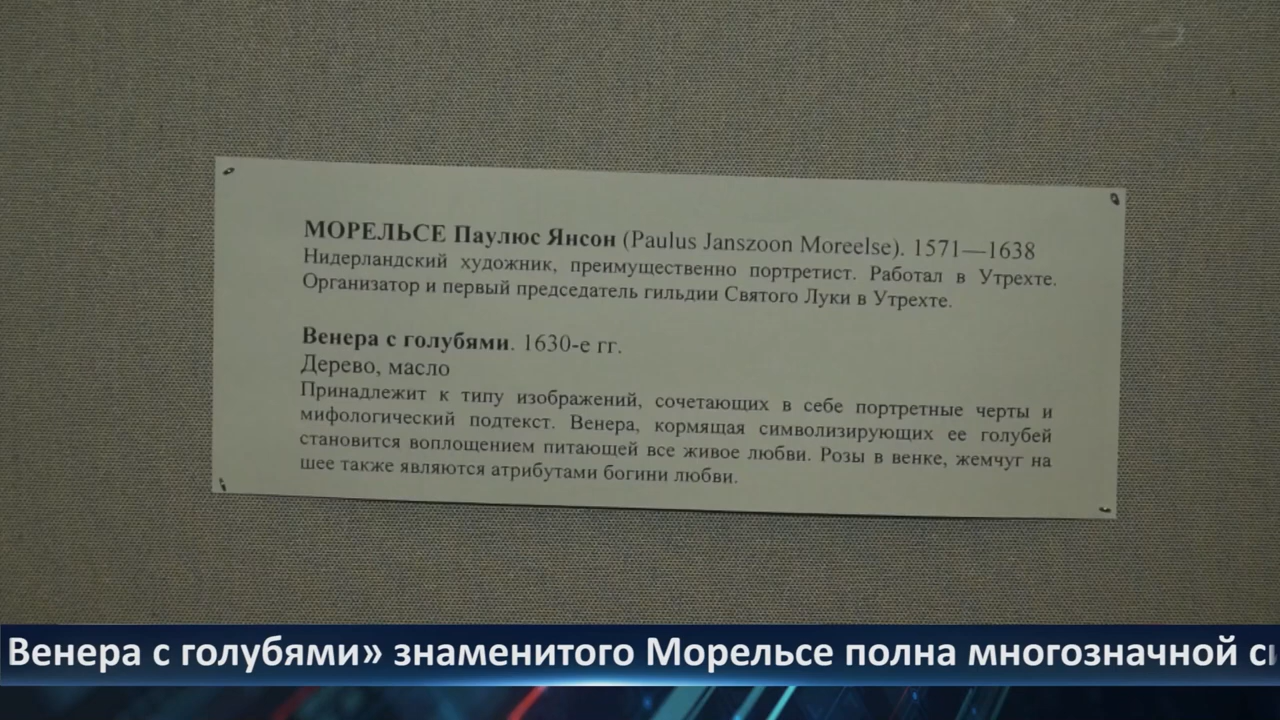 МОРЕЛЬСЕ Паулюс Янсон (Paulus Janszoon Moreelse). 1571—1638
Нидерландский художник, преимущественно портретист. Работал в Утрехте.
Организатор и первый председатель гильдии Святого Луки в Утрехте.
Венера с голубями. 1630-е гг.
Дерево, масло
Принадлежит к типу изображений, сочетающих в себе портретные черты и
мифологический подтекст. Венера, кормящая символизирующих ее голубей
становится воплощением питающей все живое любви. Розы в венке, жемчуг на
шее также являются атрибутами богини любви.
Венера с голубями» знаменитого Морельсе полна многозначной